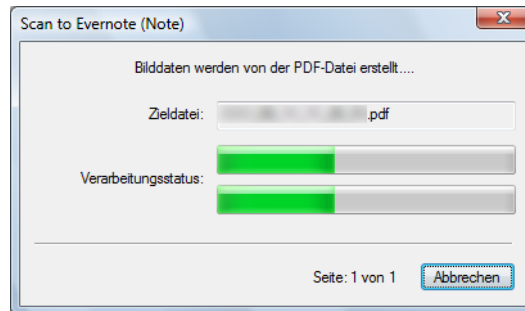 Scan to Evernote (Note)
Bilddaten werden von der PDF-Datei erstellt....
Zieldatei: .pdf
Verarbeitungsstatus:
Seite: 1 von 1 Abbrechen